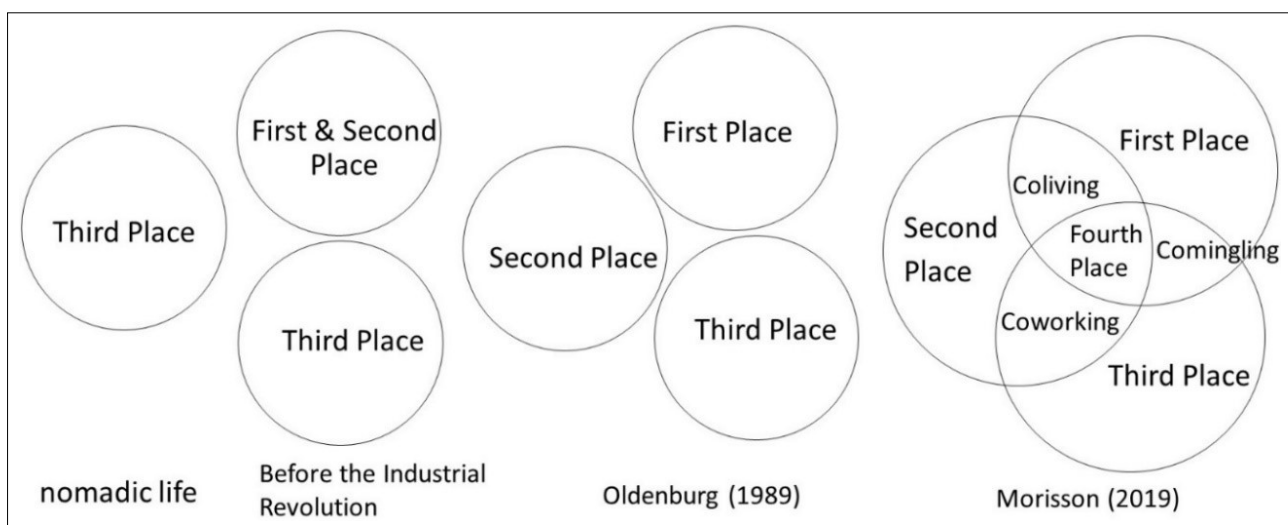 Third Place
nomadic life
First & Second
Place
Third Place
Before the Industrial
Revolution
First Place
Second Place
Third Place
Oldenburg (1989)
First Place
Coliving
Second
Place
Fourth
Place
Comingling
Coworking
Third Place
Morisson (2019)